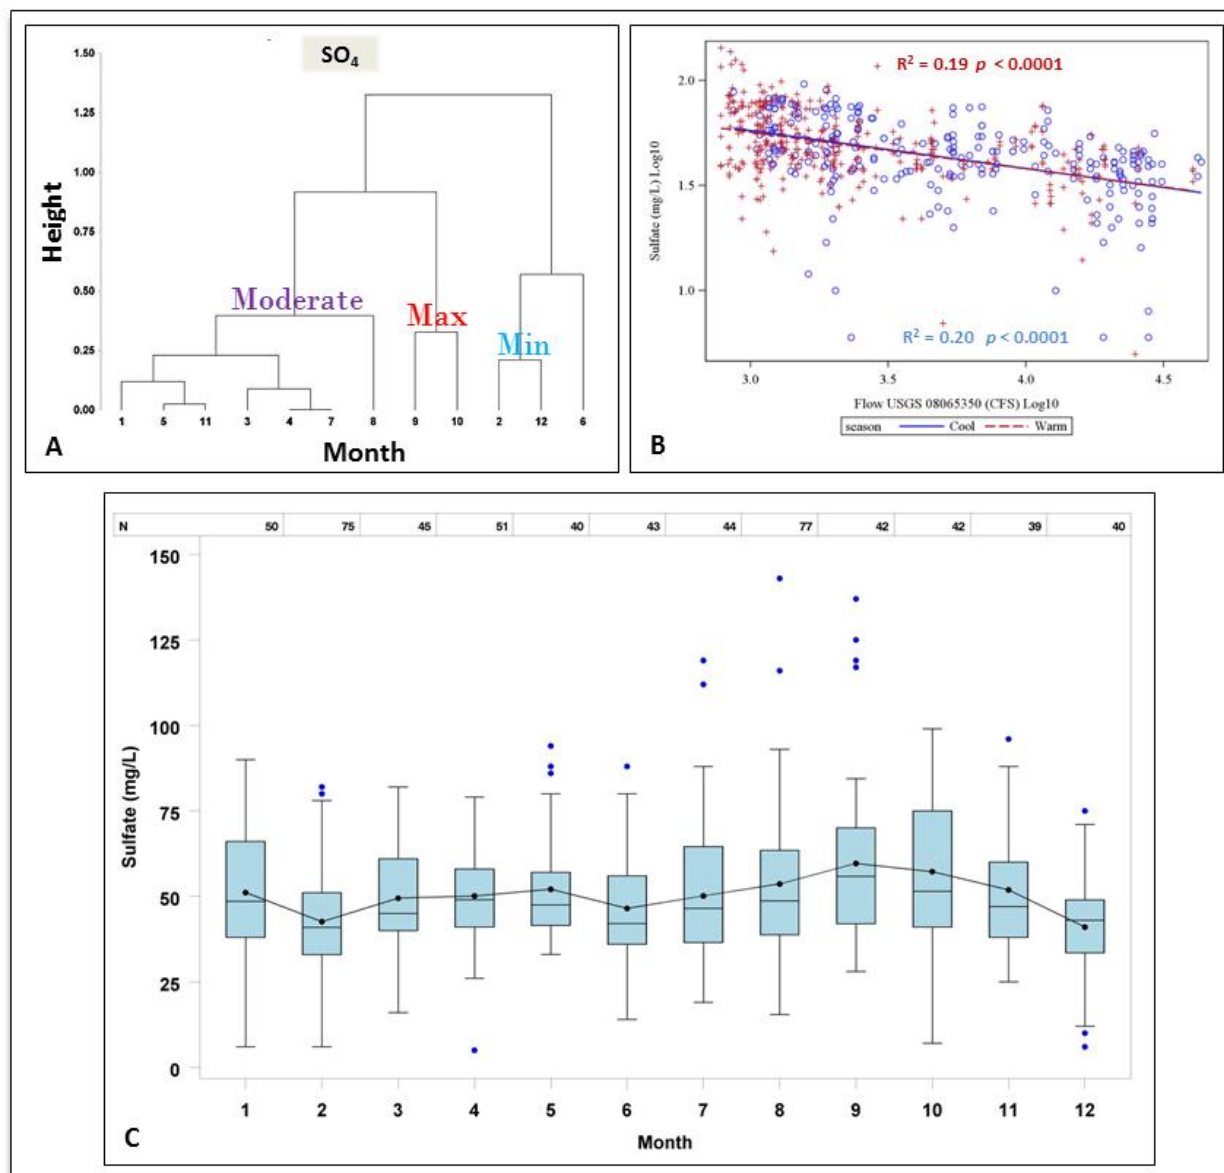 SO4
1.50
1.25
1.00
0.75
0.50
0.25
0.00
Height
Moderate
Max
Min
1 5 11 3 4 7 8 9 10 2 12 6
A
Month
R2 = 0.19 p < 0.0001
2.0
1.5
1.0
Sulfate (mg/L) Log10
R2 = 0.20 p < 0.0001
3.0 3.5 4.0 4.5
Flow USGS 08065350 (CFS) Log10
season Cool Warm
B
N 50 75 45 51 40 43 44 77 42 42 39 40
150
125
100
75
50
25
0
Sulfate (mg/L)
1 2 3 4 5 6 7 8 9 10 11 12
C
Month